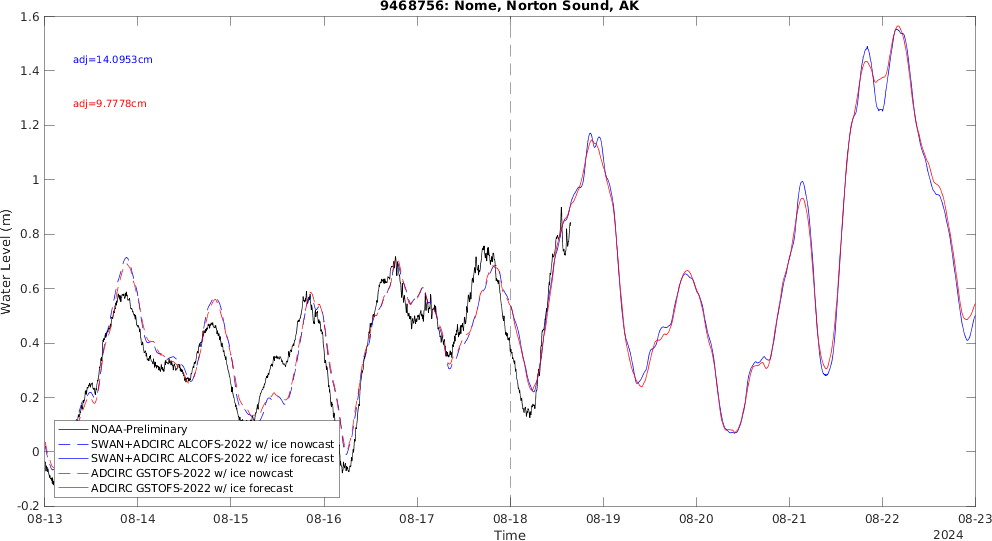 9468756: Nome, Norton Sound, AK
1.6
1.4
1.2
1
0.8
0.6
0.4
0.2
0
-0.2
Water Level (m)
adj=14.0953cm
adj=9.7778cm
NOAA-Preliminary
SWAN+ADCIRC ALCOFS-2022 w/ ice nowcast
SWAN+ADCIRC ALCOFS-2022 w/ ice forecast
ADCIRC GSTOFS-2022 w/ ice nowcast
ADCIRC GSTOFS-2022 w/ ice forecast
08-13 08-14 08-15 08-16 08-17 08-18 08-19 08-20 08-21 08-22 08-23
Time
2024